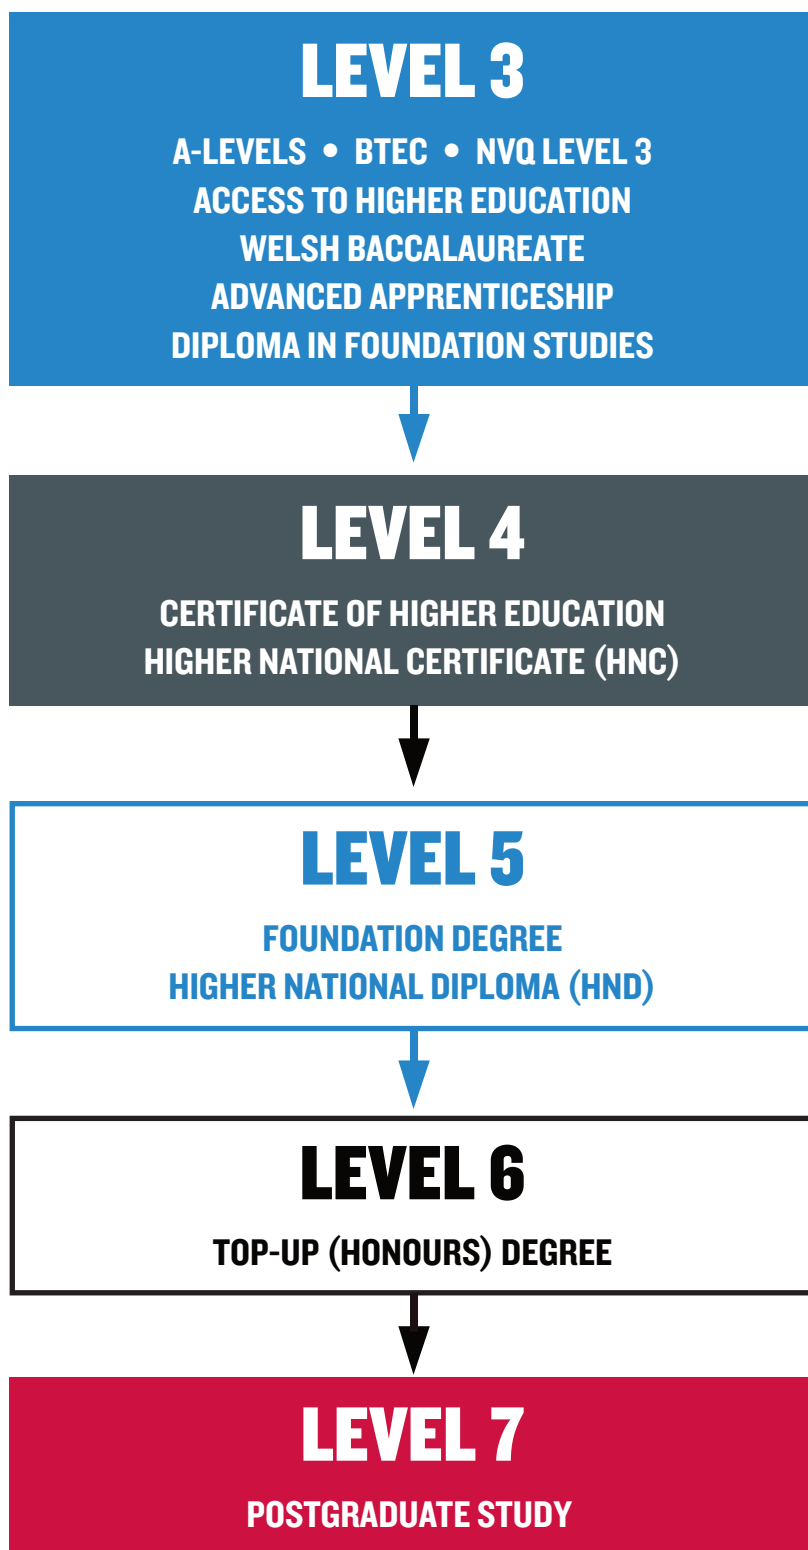 LEVEL 3
A-LEVELS • BTEC • NVQ LEVEL 3
ACCESS TO HIGHER EDUCATION
WELSH BACCALAUREATE
ADVANCED APPRENTICESHIP
DIPLOMA IN FOUNDATION STUDIES
LEVEL 4
CERTIFICATE OF HIGHER EDUCATION
HIGHER NATIONAL CERTIFICATE (HNC)
LEVEL 5
FOUNDATION DEGREE
HIGHER NATIONAL DIPLOMA (HND)
LEVEL 6
TOP-UP (HONOURS) DEGREE
LEVEL 7
POSTGRADUATE STUDY